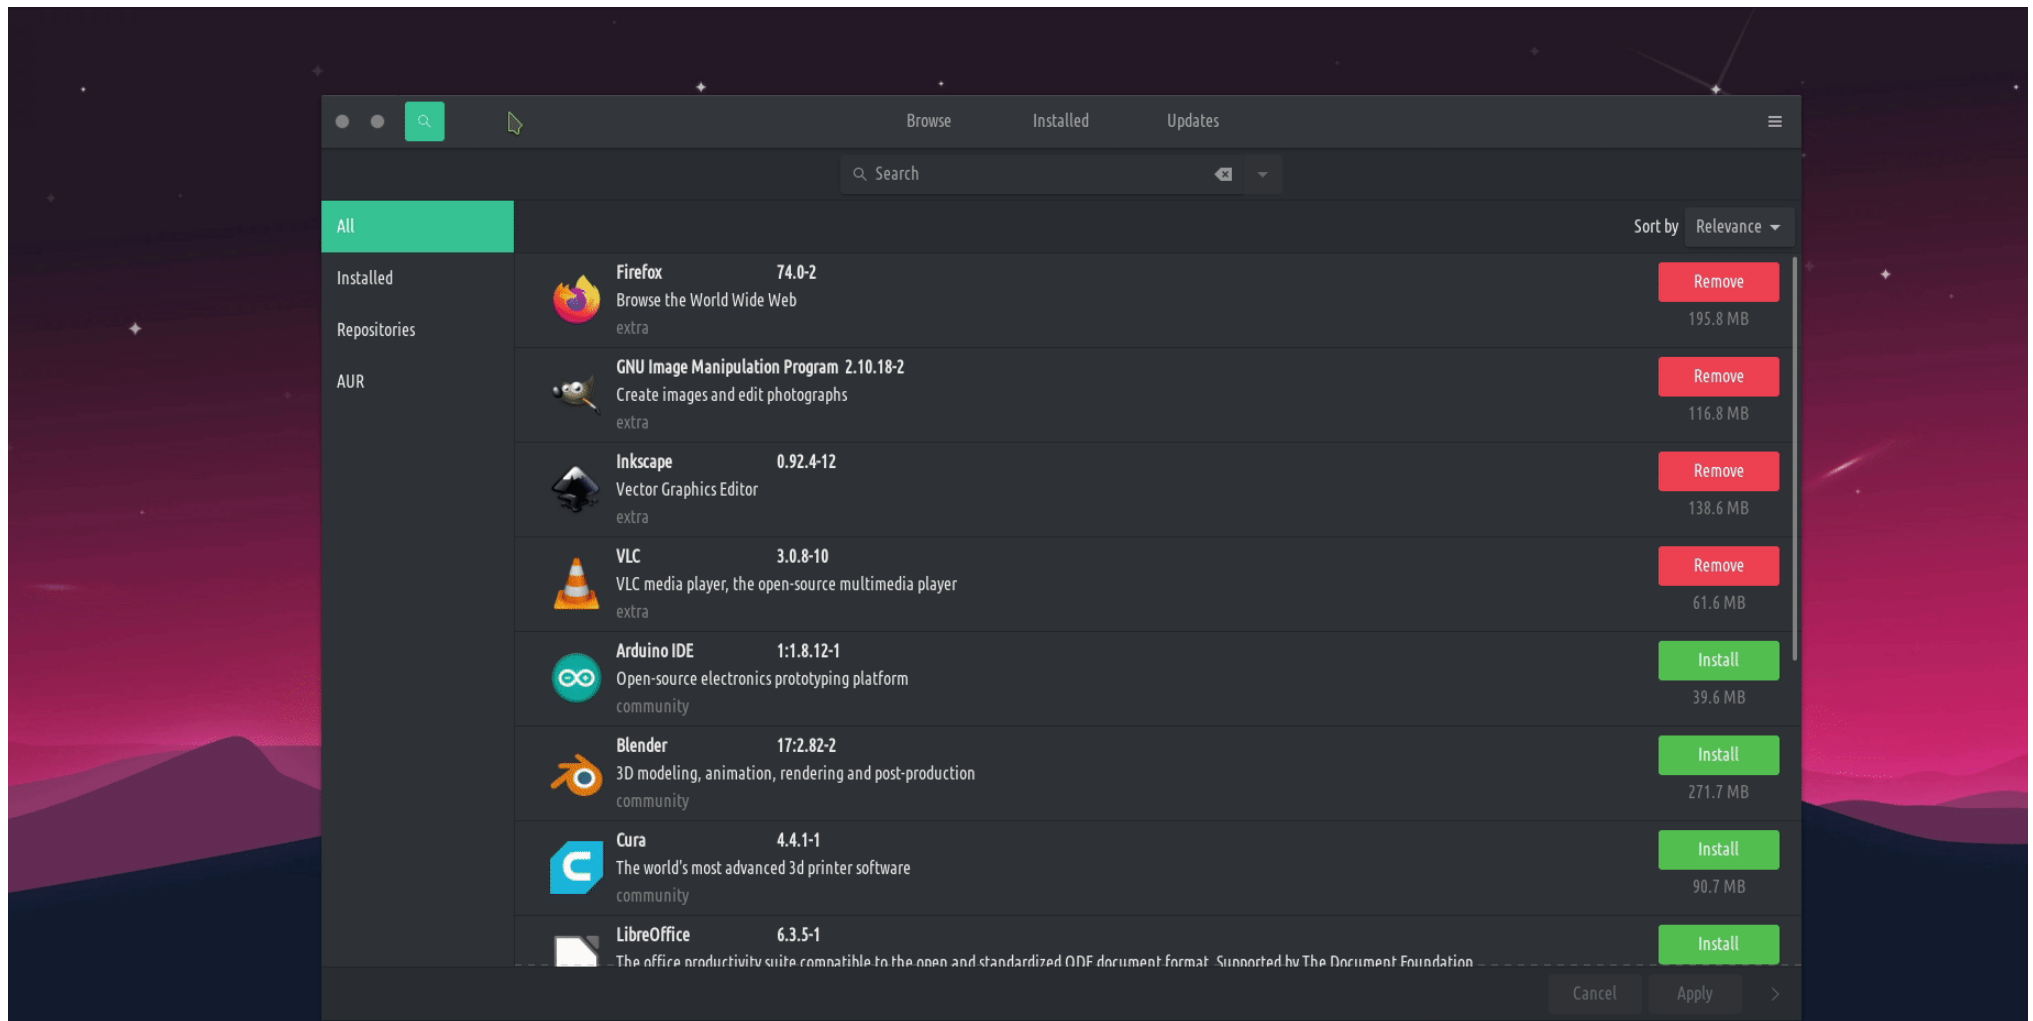 Browse Installed Updates
Search
All
Installed
Repositories
AUR
Sort by Relevance
Firefox 74.0-2
Browse the World Wide Web
extra
Remove
195.8 MB
GNU Image Manipulation Program 2.10.18-2
Create images and edit photographs
extra
Remove
116.8 MB
Inkscape 0.92.4-12
Vector Graphics Editor
extra
Remove
138.6 MB
VLC 3.0.8-10
VLC media player, the open-source multimedia player
extra
Remove
61.6 MB
Arduino IDE 1:1.8.12-1
Open-source electronics prototyping platform
community
Install
39.6 MB
Blender 17:2.82-2
3D modeling, animation, rendering and post-production
community
Install
271.7 MB
Cura 4.4.1-1
The world's most advanced 3d printer software
community
Install
90.7 MB
LibreOffice 6.3.5-1
The office productivity suite compatible to the open and standardized ODF document format. Supported by The Document Foundation
Install
Cancel Apply